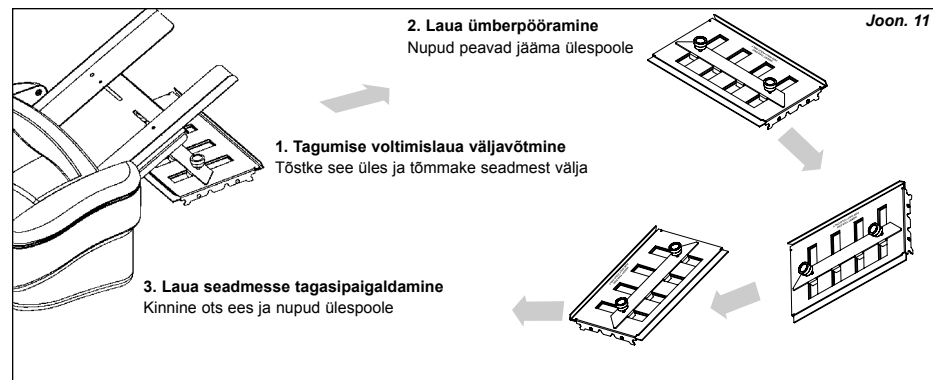 Joon. 11
2. Laua ümberpööramine
Nupud peavad jääma ülespoole
1. Tagumise voltimislaua väljavõtmine
Tõstke see üles ja tõmmake seadmest välja
3. Laua seadmesse tagasipaigaldamine
Kinnine ots ees ja nupud ülespoole